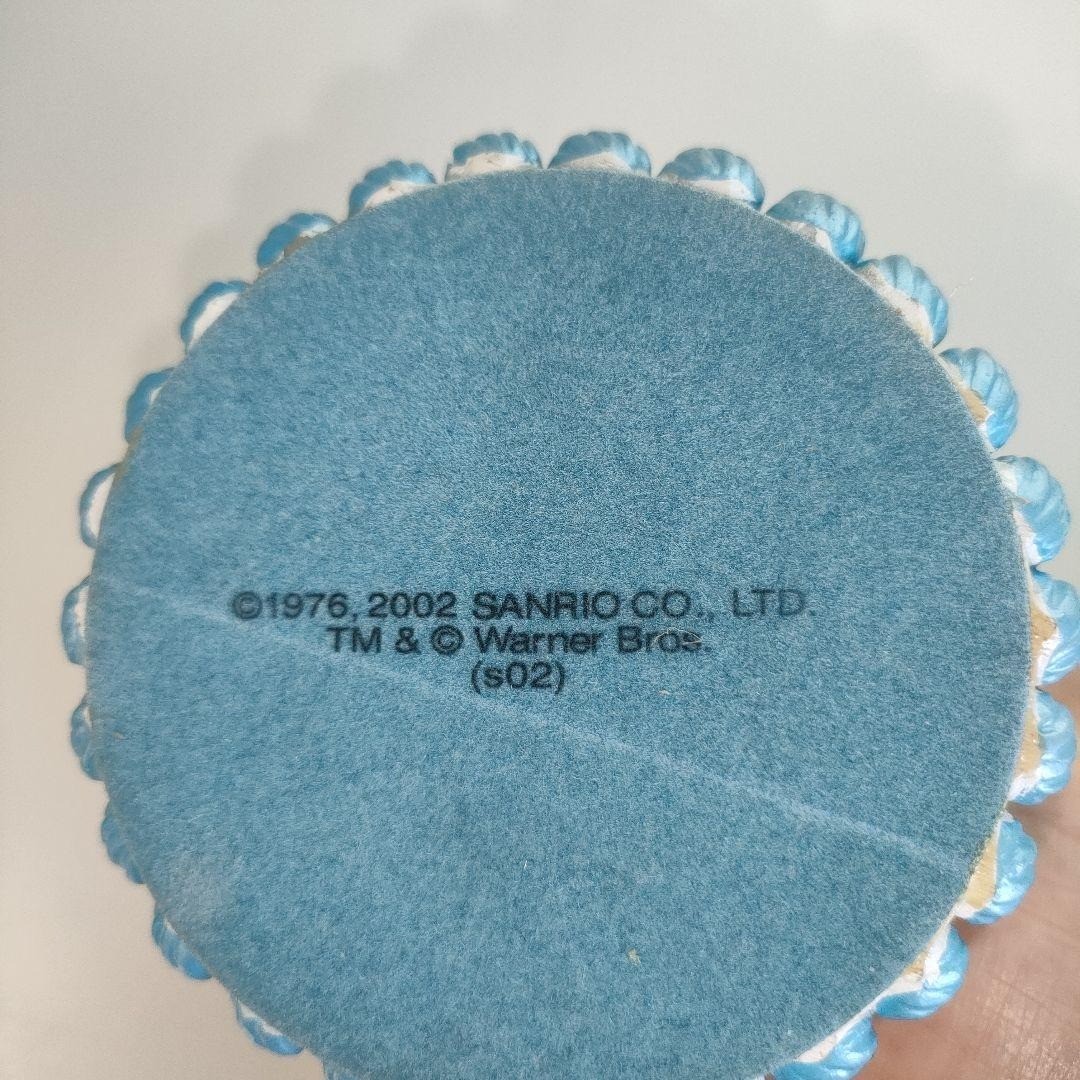 ©1976, 2002 SANRIO CO., LTD.
TM & © Warner Bros.
(s02)